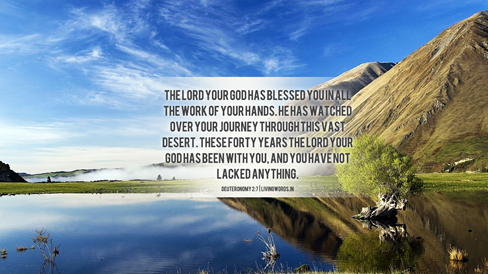 THE LORD YOUR GOD HAS BLESSED YOU IN ALL
THE WORK OF YOUR HANDS. HE HAS WATCHED
OVER YOUR JOURNEY THROUGH THIS VAST
DESERT. THESE FORTY YEARS THE LORD YOUR
GOD HAS BEEN WITH YOU, AND YOU HAVE NOT
LACKED ANYTHING.
DEUTERONOMY 2:7 | LIVINGWORDS.IN